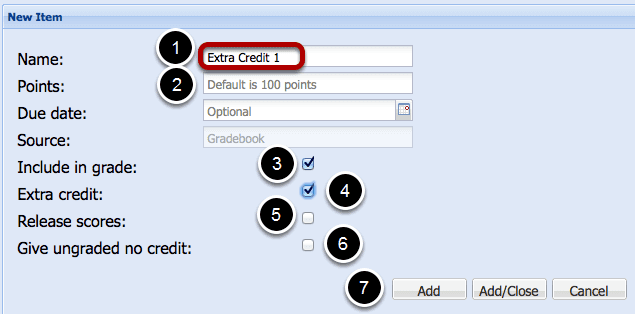 New Item
1 Name: Extra Credit 1
2 Points: Default is 100 points
Due date: Optional
Source: Gradebook
Include in grade: 3
Extra credit: 4
Release scores: 5
Give ungraded no credit: 6
7 Add Add/Close Cancel